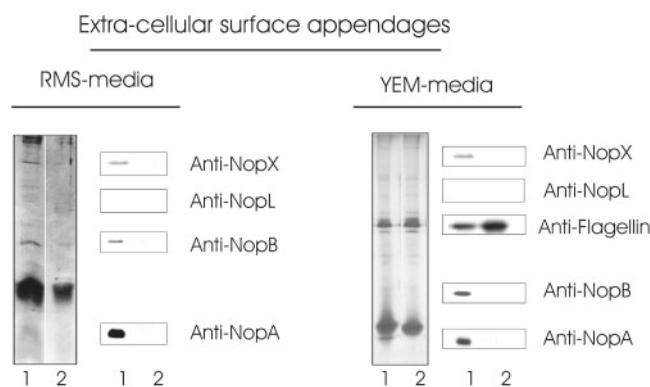 Extra-cellular surface appendages
RMS-media
Anti-NopX
Anti-NopL
Anti-NopB
Anti-NopA
1 2 1 2
YEM-media
Anti-NopX
Anti-NopL
Anti-Flagellin
Anti-NopB
Anti-NopA
1 2 1 2